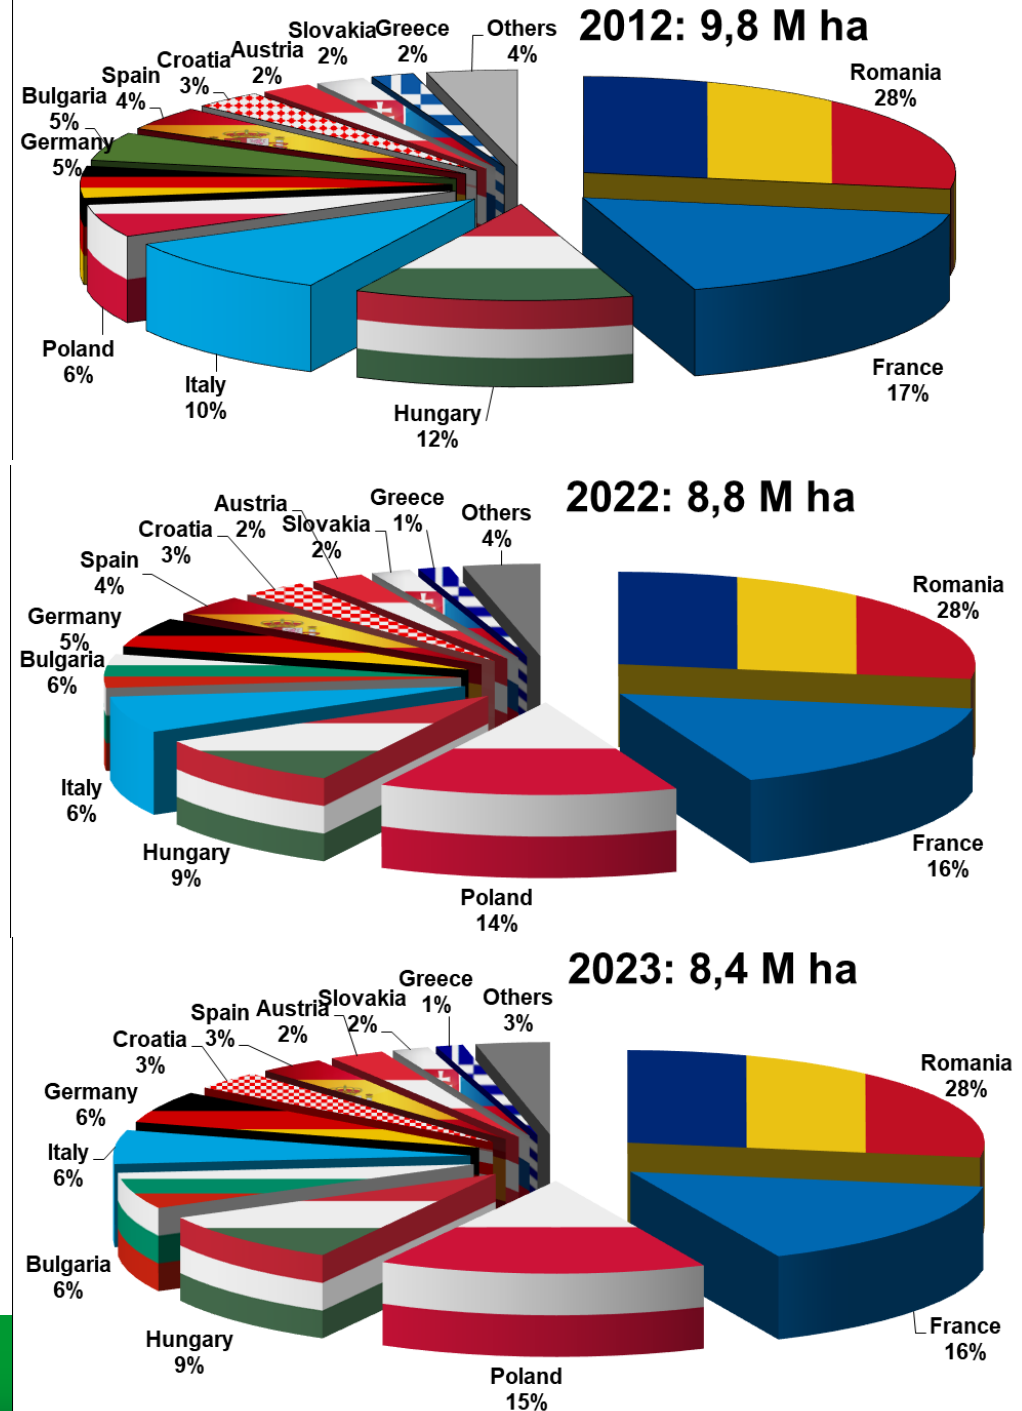 2012: 9,8 M ha
Romania
28%
France
17%
Hungary
12%
Italy
10%
Poland
6%
Germany
5%
Bulgaria
5%
Spain
4%
Croatia
3%
Austria
2%
Slovakia
2%
Greece
2%
Others
4%
2022: 8,8 M ha
Romania
28%
France
16%
Poland
14%
Hungary
9%
Italy
6%
Bulgaria
6%
Germany
5%
Spain
4%
Croatia
3%
Austria
2%
Slovakia
2%
Greece
1%
Others
4%
2023: 8,4 M ha
Romania
28%
France
16%
Poland
15%
Hungary
9%
Bulgaria
6%
Italy
6%
Germany
6%
Croatia
3%
Spain
3%
Austria
2%
Slovakia
2%
Greece
1%
Others
3%